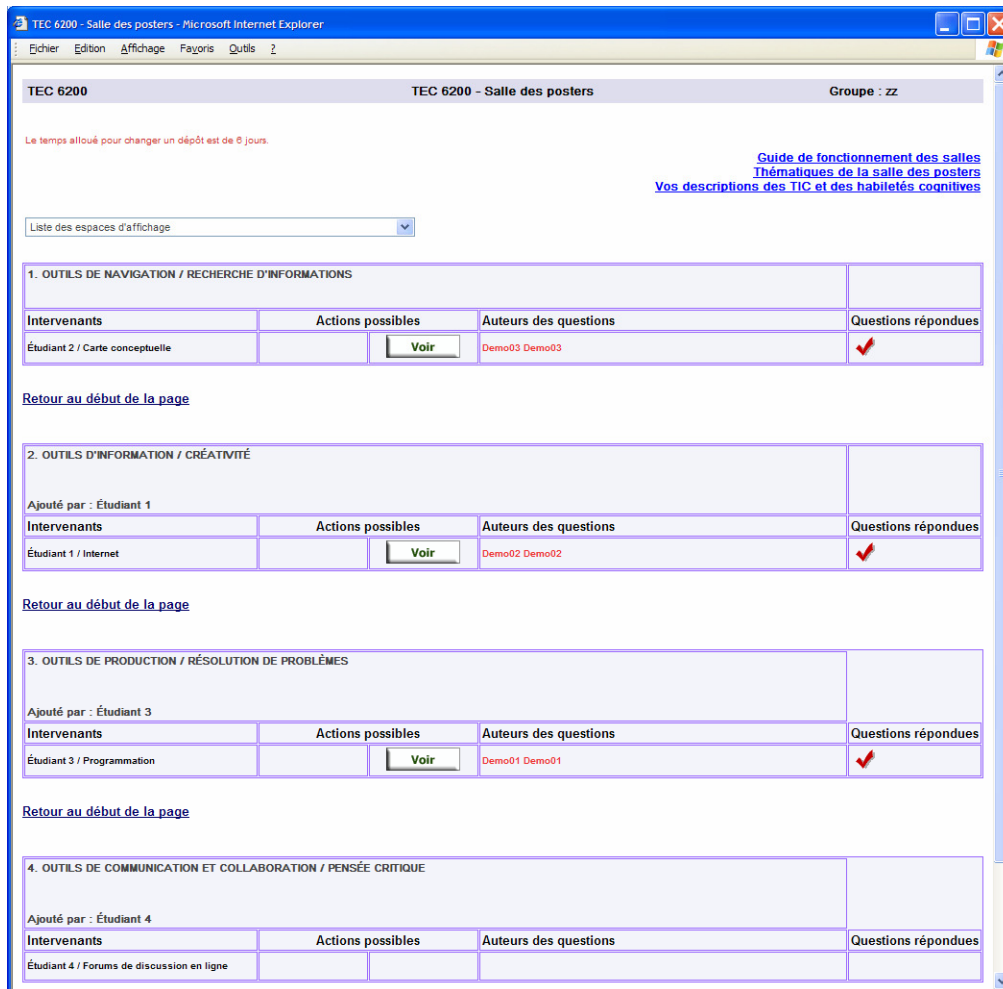 TEC 6200 - Salle des posters - Microsoft Internet Explorer
Fichier Edition Affichage Favoris Outils ?
TEC 6200 TEC 6200 - Salle des posters Groupe : zz
Le temps alloué pour changer un dépôt est de 6 jours.
Guide de fonctionnement des salles
Thématiques de la salle des posters
Vos descriptions des TIC et des habiletés cognitives
Liste des espaces d'affichage
1. OUTILS DE NAVIGATION / RECHERCHE D'INFORMATIONS
Intervenants Actions possibles Auteurs des questions Questions répondues
Étudiant 2 / Carte conceptuelle Voir Demo03 Demo03
Retour au début de la page
2. OUTILS D'INFORMATION / CRÉATIVITÉ
Ajouté par : Étudiant 1
Intervenants Actions possibles Auteurs des questions Questions répondues
Étudiant 1 / Internet Voir Demo02 Demo02
Retour au début de la page
3. OUTILS DE PRODUCTION / RÉSOLUTION DE PROBLÈMES
Ajouté par : Étudiant 3
Intervenants Actions possibles Auteurs des questions Questions répondues
Étudiant 3 / Programmation Voir Demo01 Demo01
Retour au début de la page
4. OUTILS DE COMMUNICATION ET COLLABORATION / PENSÉE CRITIQUE
Ajouté par : Étudiant 4
Intervenants Actions possibles Auteurs des questions Questions répondues
Étudiant 4 / Forums de discussion en ligne